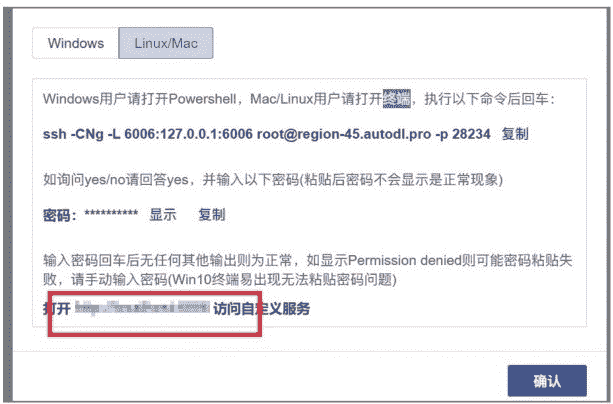 Windows
Linux/Mac
Windows用户请打开Powershell，Mac/Linux用户请打开终端，执行以下命令后回车：
ssh -CNg -L 6006:127.0.0.1:6006 root@region-45.autodl.pro -p 28234 复制
如询问yes/no请回答yes，并输入以下密码(粘贴后密码不会显示是正常现象)
密码：********** 显示 复制
输入密码回车后无任何其他输出则为正常，如显示Permission denied则可能密码粘贴失
败，请手动输入密码(Win10终端易出现无法粘贴密码问题)
打开 访问自定义服务
确认